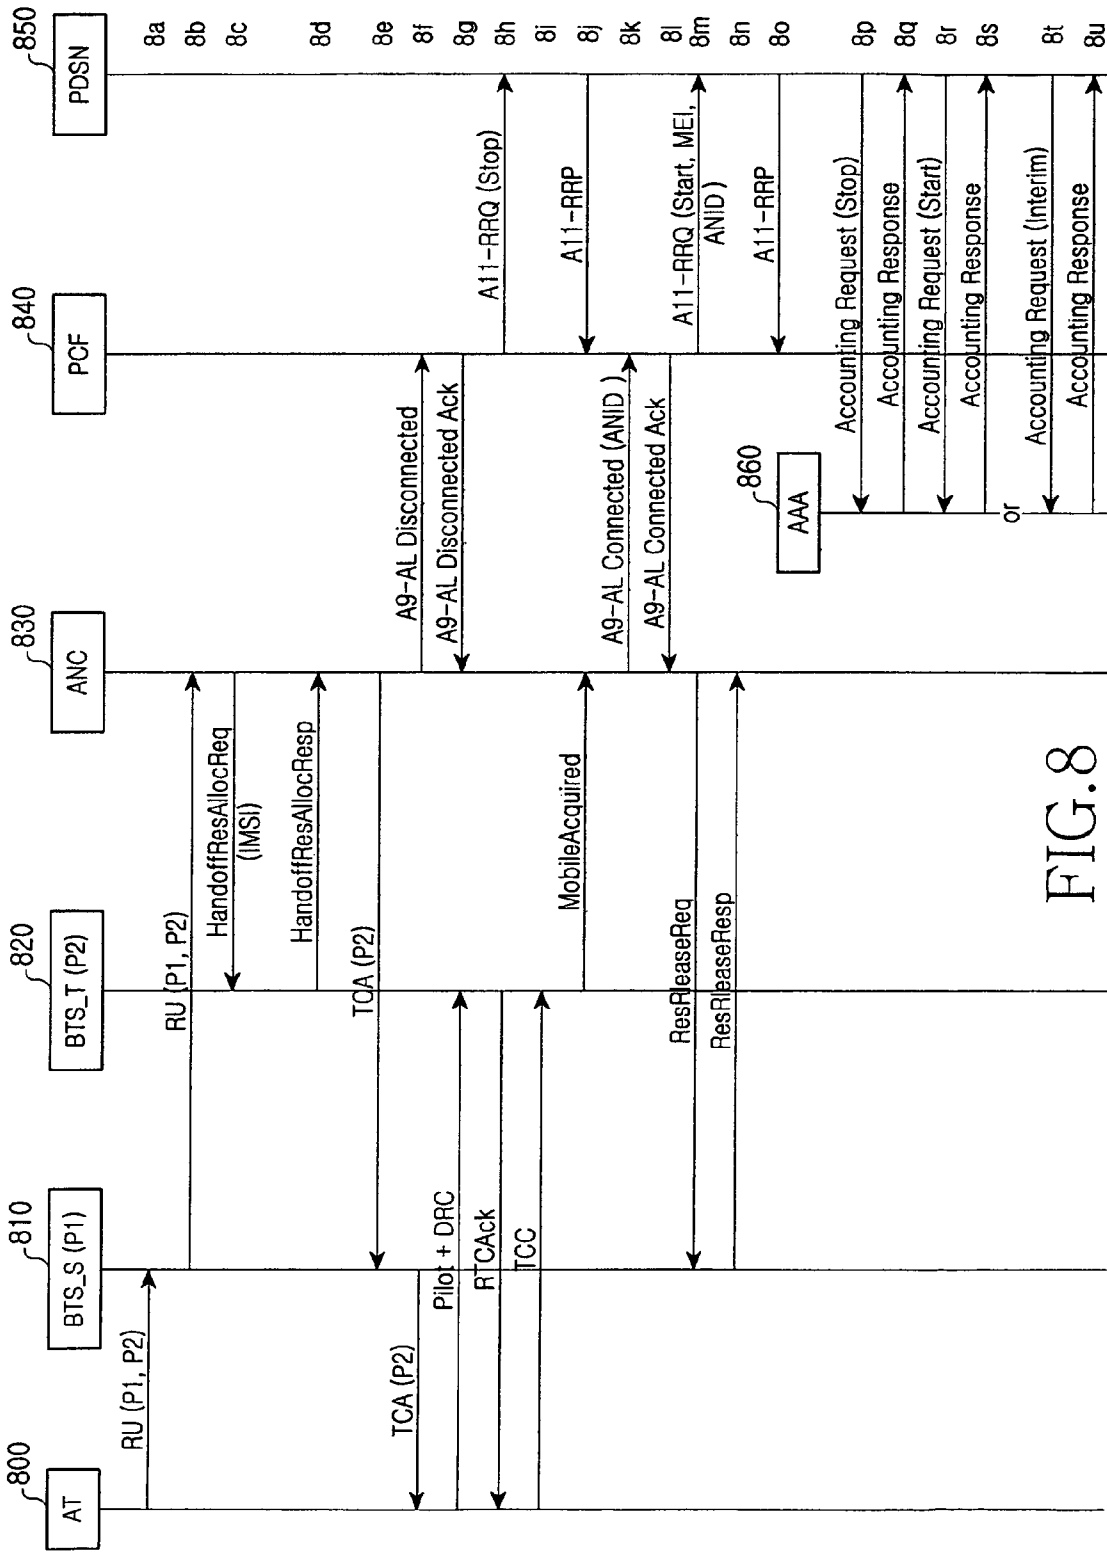 800
AT
810
BTS_S (P1)
820
BTS_T (P2)
830
ANC
840
PCF
850
PDSN
RU (P1, P2)
8a
RU (P1, P2)
8b
HandoffResAllocReq
(IMSI)
8c
HandoffResAllocResp
8d
TCA (P2)
8e
TCA (P2)
A9-AL Disconnected
8f
Pilot + DRC
A9-AL Disconnected Ack
8g
RTCAck
A11-RRQ (Stop)
8h
TCC
8i
MobileAcquired
A11-RRP
8j
A9-AL Connected (ANID )
8k
A9-AL Connected Ack
8l
ResRleaseReq
A11-RRQ (Start, MEI,
ANID )
8m
ResRleaseResp
8n
A11-RRP
8o
860
AAA
Accounting Request (Stop)
8p
Accounting Response
8q
Accounting Request (Start)
8r
Accounting Response
8s
or
Accounting Request (Interim)
8t
Accounting Response
8u
FIG.8